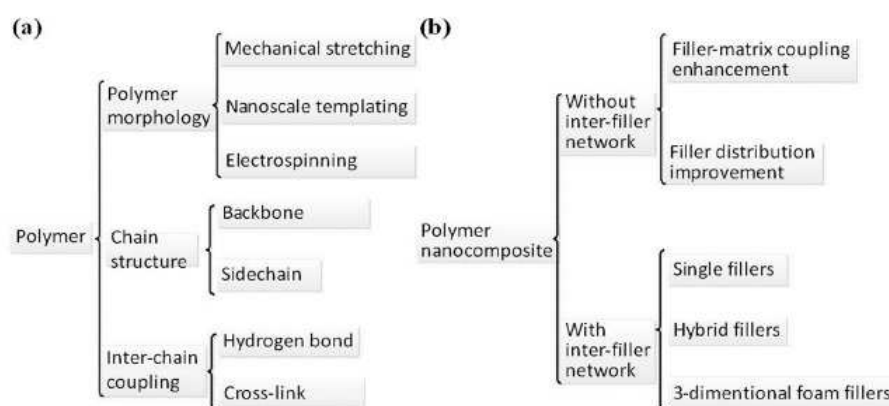 (a)
Polymer
Polymer
morphology
Mechanical stretching
Nanoscale templating
Electrospinning
Chain
structure
Backbone
Sidechain
Inter-chain
coupling
Hydrogen bond
Cross-link
(b)
Polymer
nanocomposite
Without
inter-filler
network
Filler-matrix coupling
enhancement
Filler distribution
improvement
With
inter-filler
network
Single fillers
Hybrid fillers
3-dimentional foam fillers